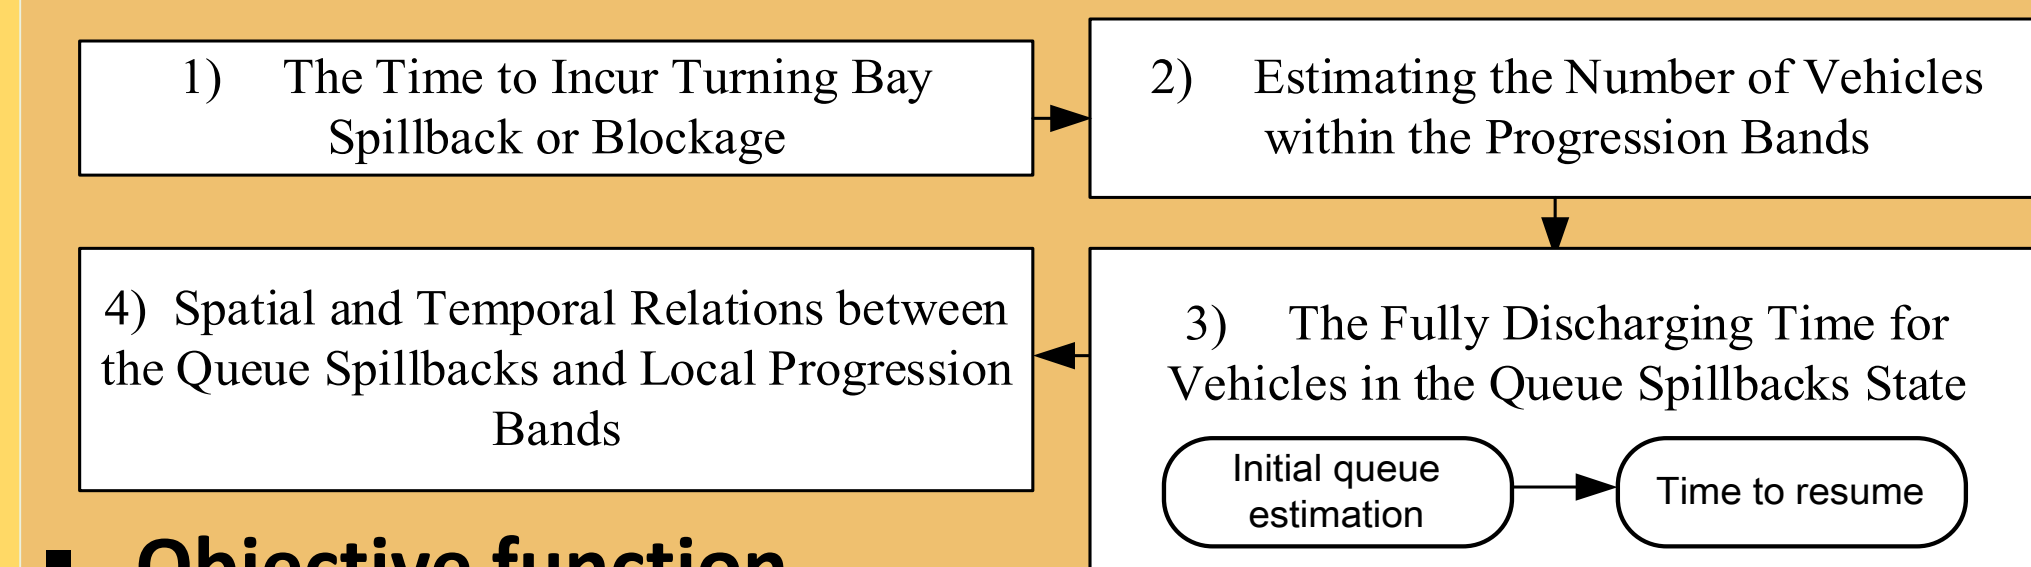 1) The Time to Incur Turning Bay
Spillback or Blockage
2) Estimating the Number of Vehicles
within the Progression Bands
3) The Fully Discharging Time for
Vehicles in the Queue Spillbacks State
Initial queue
estimation
Time to resume
4) Spatial and Temporal Relations between
the Queue Spillbacks and Local Progression
Bands
▪ Objective function